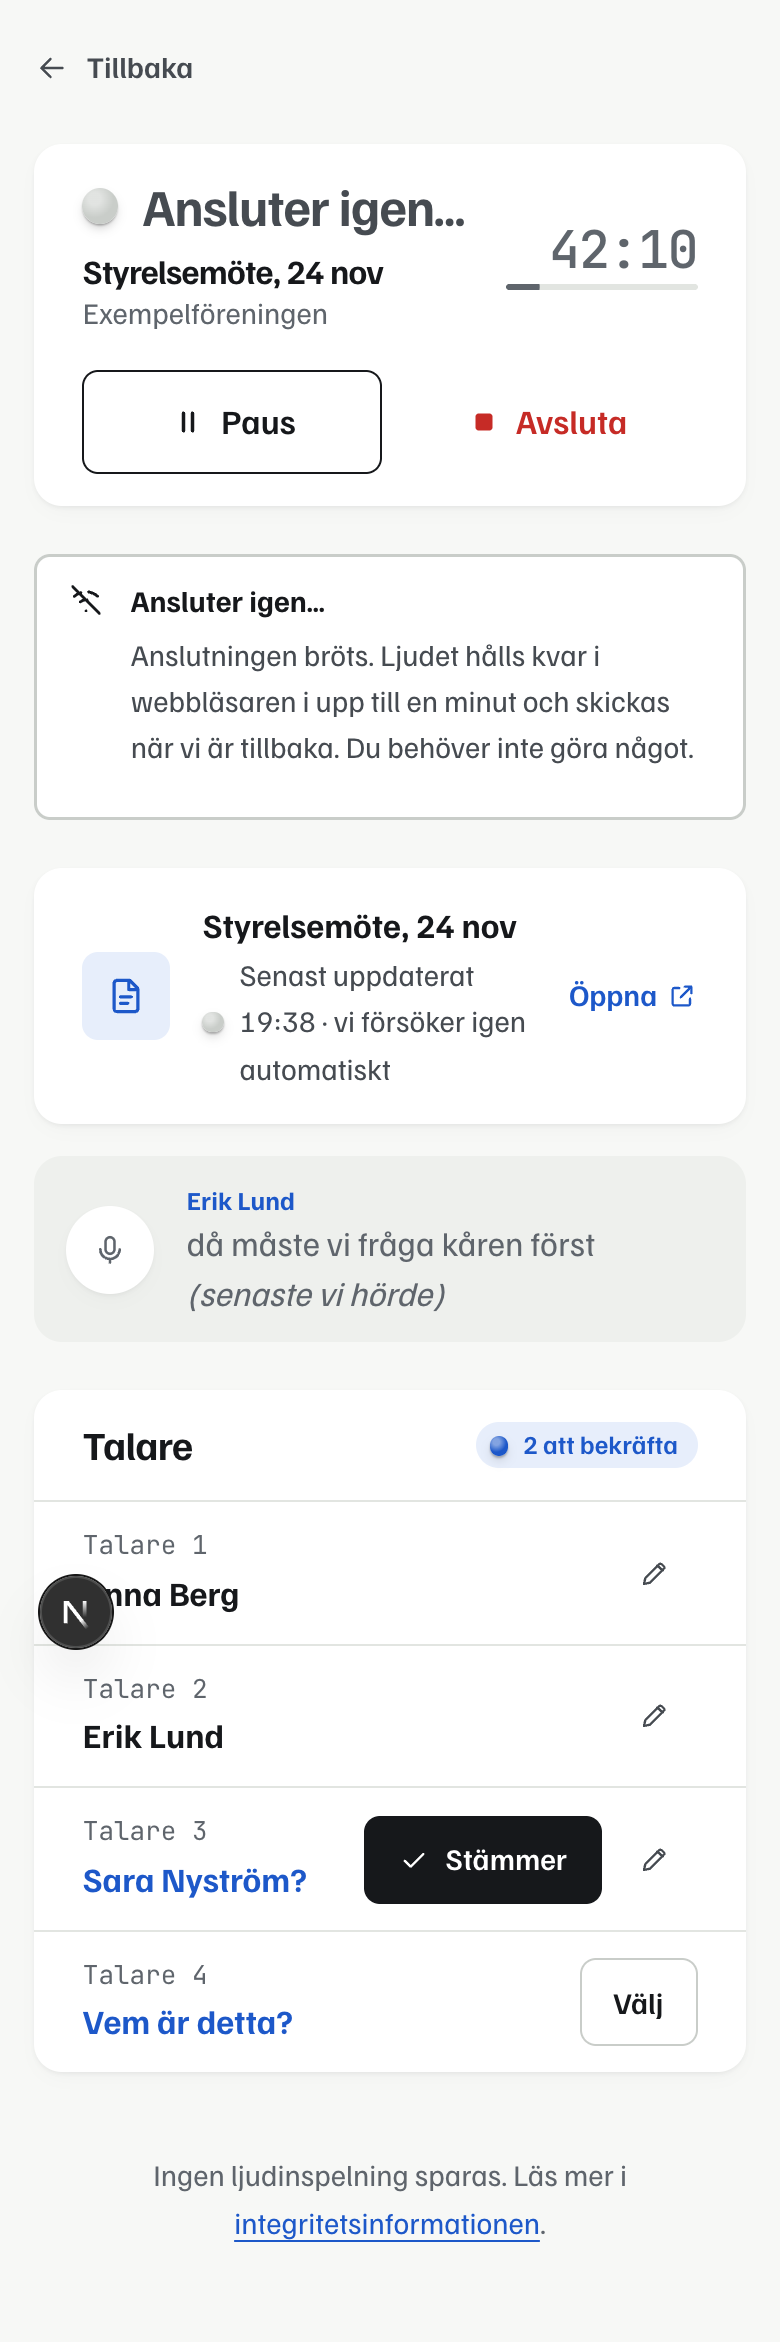 Tillbaka
Ansluter igen...
42:10
Styrelsemöte, 24 nov
Exempelföreningen
Paus
Avsluta
Ansluter igen...
Anslutningen bröts. Ljudet hålls kvar i
webbläsaren i upp till en minut och skickas
när vi är tillbaka. Du behöver inte göra något.
Styrelsemöte, 24 nov
Senast uppdaterat
19:38 · vi försöker igen
automatiskt
Öppna
Erik Lund
då måste vi fråga kåren först
(senaste vi hörde)
Talare
2 att bekräfta
Talare 1
nna Berg
N
Talare 2
Erik Lund
Talare 3
Sara Nyström?
Stämmer
Talare 4
Vem är detta?
Välj
Ingen ljudinspelning sparas. Läs mer i
integritetsinformationen.